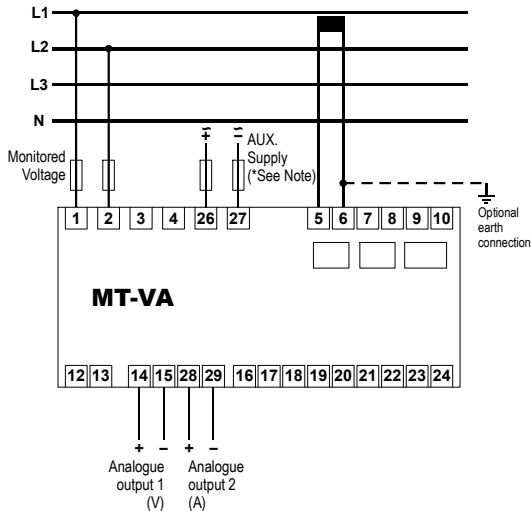 L1
L2
L3
N
Monitored
Voltage
+
−
AUX.
Supply
(*See Note)
1 2 3 4 26 27 5 6 7 8 9 10
Optional
earth
connection
MT-VA
12 13 14 15 28 29 16 17 18 19 20 21 22 23 24
+ − + −
Analogue
output 1
(V)
Analogue
output 2
(A)